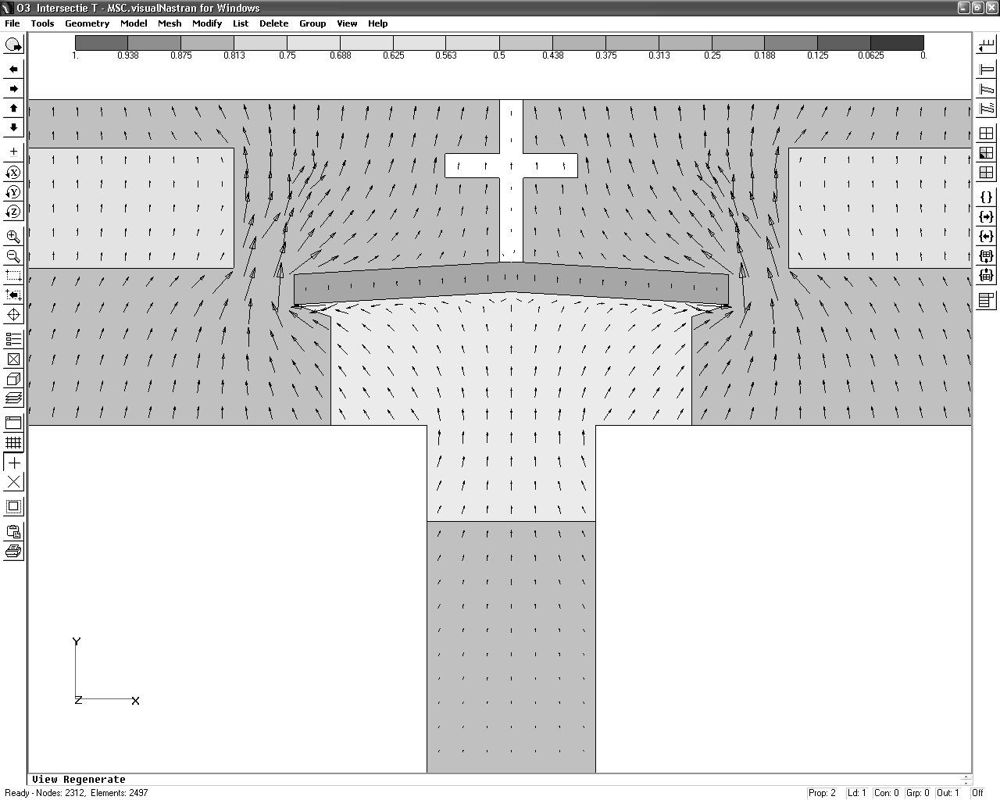 O3 Intersectie T - MSC.visualNastran for Windows
File Tools Geometry Model Mesh Modify List Delete Group View Help
1. 0.938 0.875 0.813 0.75 0.688 0.625 0.563 0.5 0.438 0.375 0.313 0.25 0.188 0.125 0.0625 0.
X
Y
Z
Y
Z X
View Regenerate
Ready - Nodes: 2312, Elements: 2497 Prop: 2 Ld: 1 Con: 0 Grp: 0 Out: 1 Off